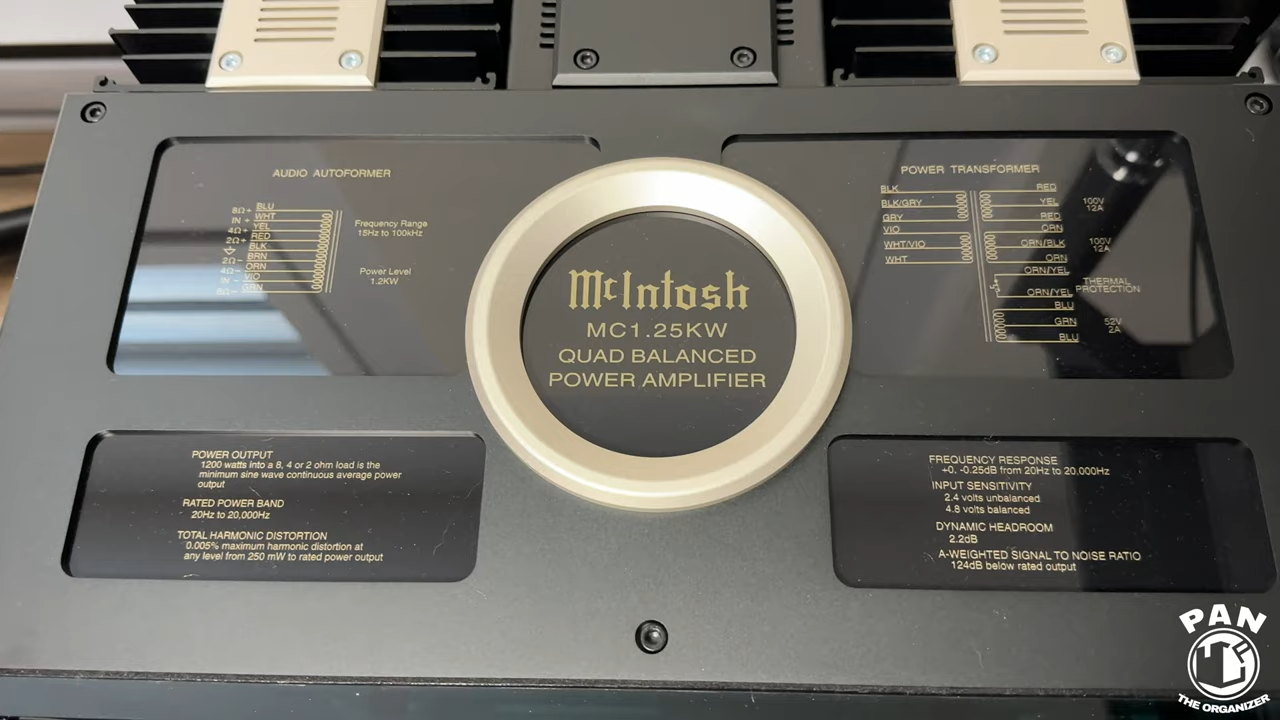 AUDIO AUTOFORMER
8Ω+ BLU
IN + WHT
4Ω+ YEL
2Ω+ RED
BLK
2Ω- BRN
4Ω- ORN
IN - VIO
8Ω- GRN
Frequency Range
15Hz to 100kHz
Power Level
1.2KW
McIntosh
MC1.25KW
QUAD BALANCED
POWER AMPLIFIER
POWER TRANSFORMER
BLK
BLK/GRY
GRY
VIO
WHT/VIO
WHT
RED
YEL
RED
ORN
ORN/BLK
ORN
ORN/YEL
ORN/YEL
BLU
GRN
BLU
100V
12A
100V
12A
THERMAL
PROTECTION
52V
2A
POWER OUTPUT
1200 watts into a 8, 4 or 2 ohm load is the
minimum sine wave continuous average power
output
RATED POWER BAND
20Hz to 20,000Hz
TOTAL HARMONIC DISTORTION
0.005% maximum harmonic distortion at
any level from 250 mW to rated power output
FREQUENCY RESPONSE
+0, -0.25dB from 20Hz to 20,000Hz
INPUT SENSITIVITY
2.4 volts unbalanced
4.8 volts balanced
DYNAMIC HEADROOM
2.2dB
A-WEIGHTED SIGNAL TO NOISE RATIO
124dB below rated output
PAN
THE ORGANIZER